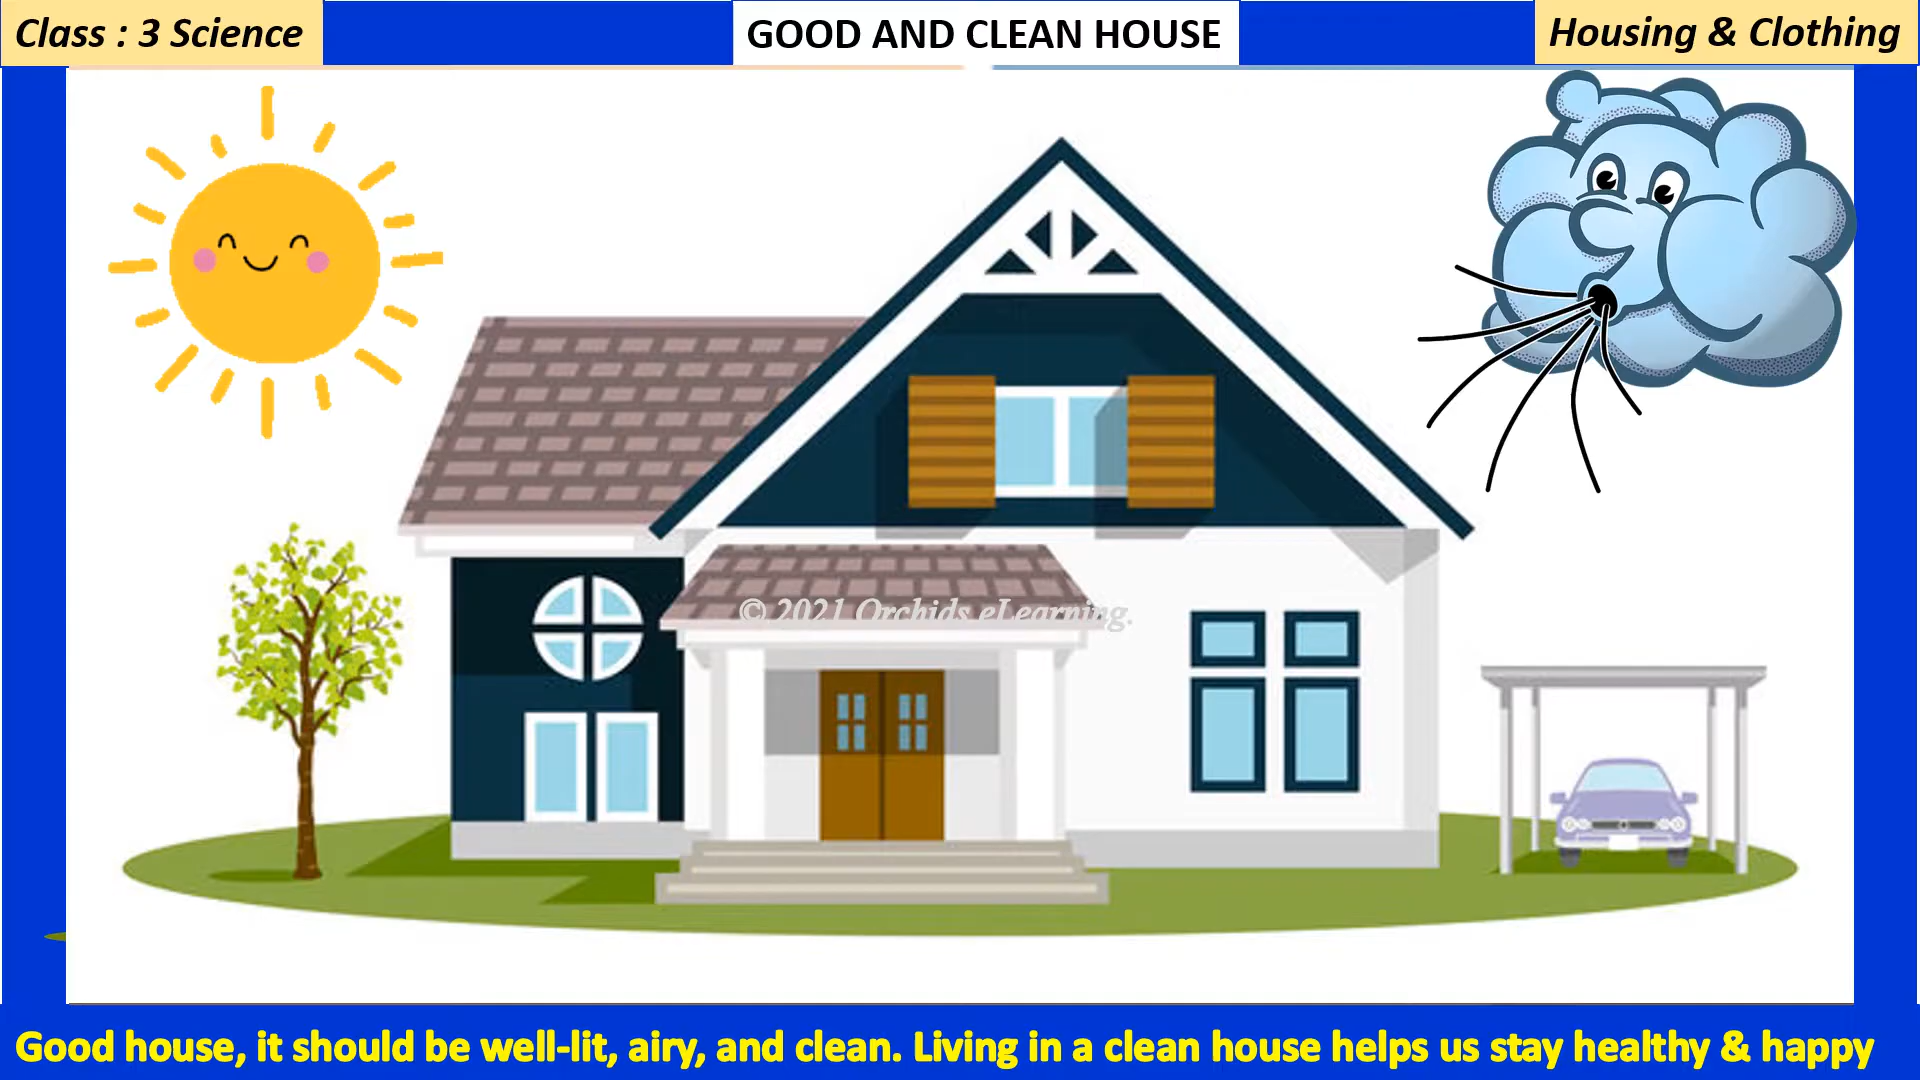 Class : 3 Science
GOOD AND CLEAN HOUSE
Housing & Clothing
© 2021 Orchids eLearning.
Good house, it should be well-lit, airy, and clean. Living in a clean house helps us stay healthy & happy